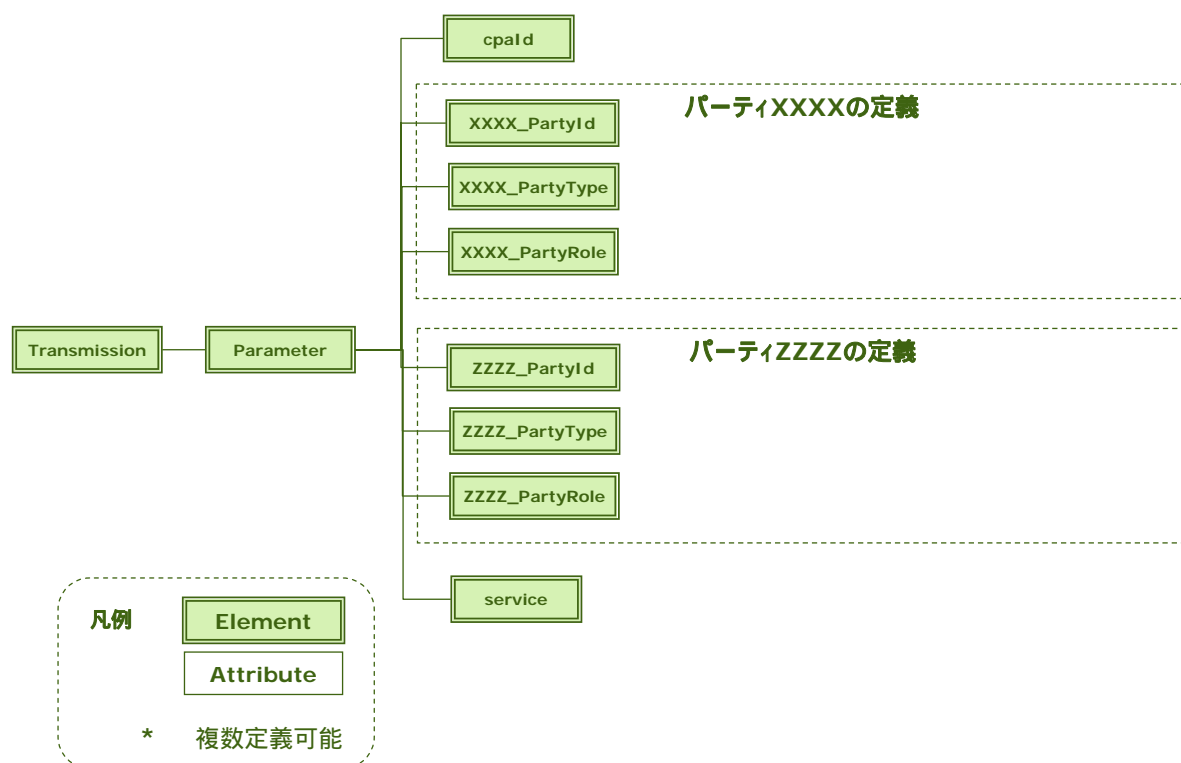 cpaId
パーティXXXXの定義
XXXX_PartyId
XXXX_PartyType
XXXX_PartyRole
Transmission
Parameter
パーティZZZZの定義
ZZZZ_PartyId
ZZZZ_PartyType
ZZZZ_PartyRole
service
凡例
Element
Attribute
* 複数定義可能